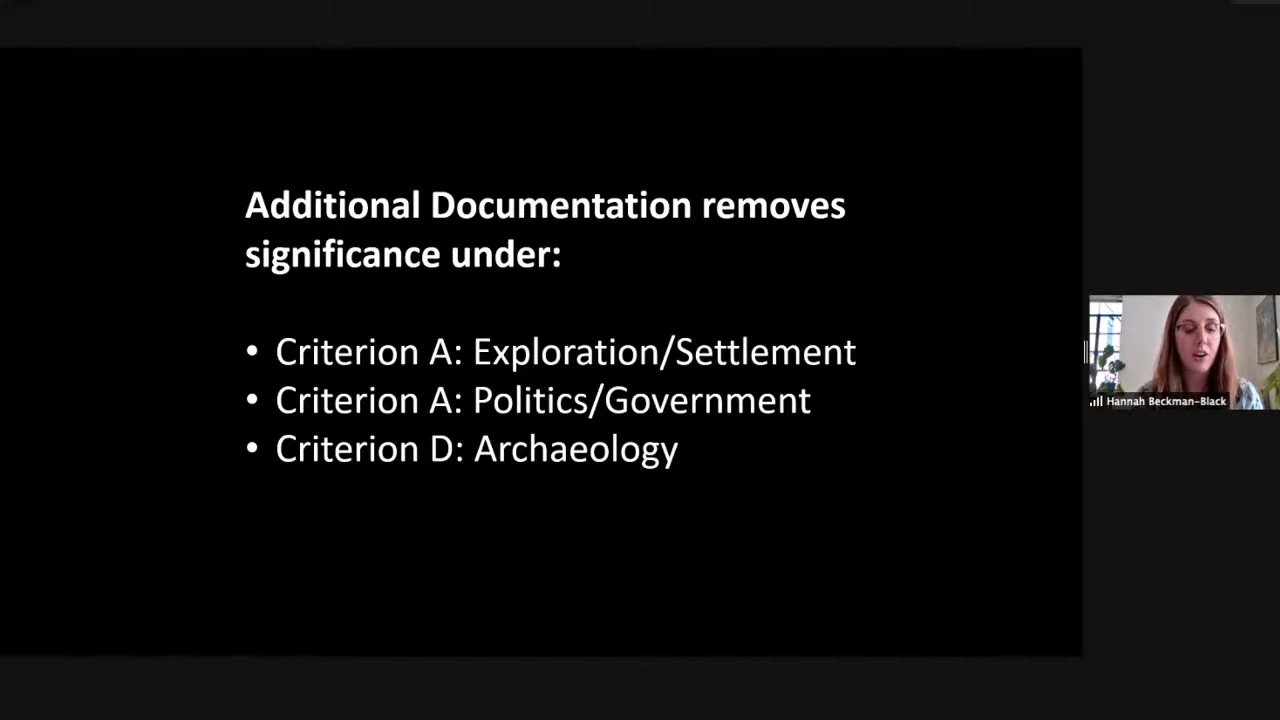 Additional Documentation removes
significance under:
• Criterion A: Exploration/Settlement
• Criterion A: Politics/Government
• Criterion D: Archaeology
Hannah Beckman-Black